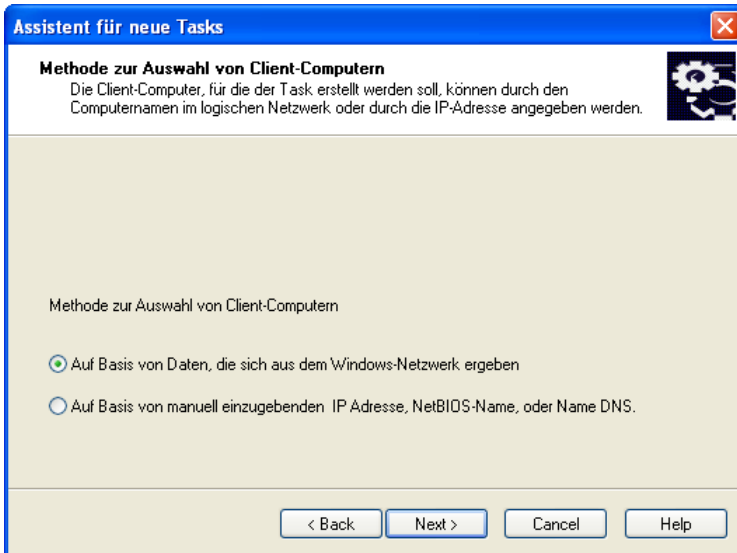 Assistent für neue Tasks
Methode zur Auswahl von Client-Computern
Die Client-Computer, für die der Task erstellt werden soll, können durch den
Computernamen im logischen Netzwerk oder durch die IP-Adresse angegeben werden.
Methode zur Auswahl von Client-Computern
Auf Basis von Daten, die sich aus dem Windows-Netzwerk ergeben
Auf Basis von manuell einzugebenden IP Adresse, NetBIOS-Name, oder Name DNS.
< Back Next > Cancel Help